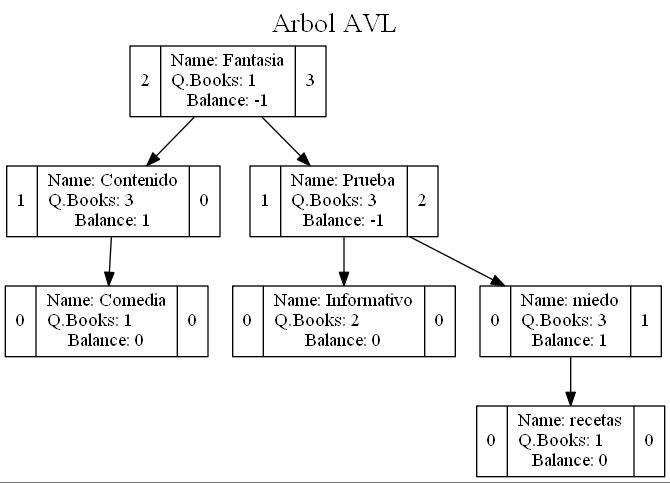 Arbol AVL
2
Name: Fantasia
Q.Books: 1
Balance: -1
3
1
Name: Contenido
Q.Books: 3
Balance: 1
0
1
Name: Prueba
Q.Books: 3
Balance: -1
2
0
Name: Comedia
Q.Books: 1
Balance: 0
0
0
Name: Informativo
Q.Books: 2
Balance: 0
0
0
Name: miedo
Q.Books: 3
Balance: 1
1
0
Name: recetas
Q.Books: 1
Balance: 0
0